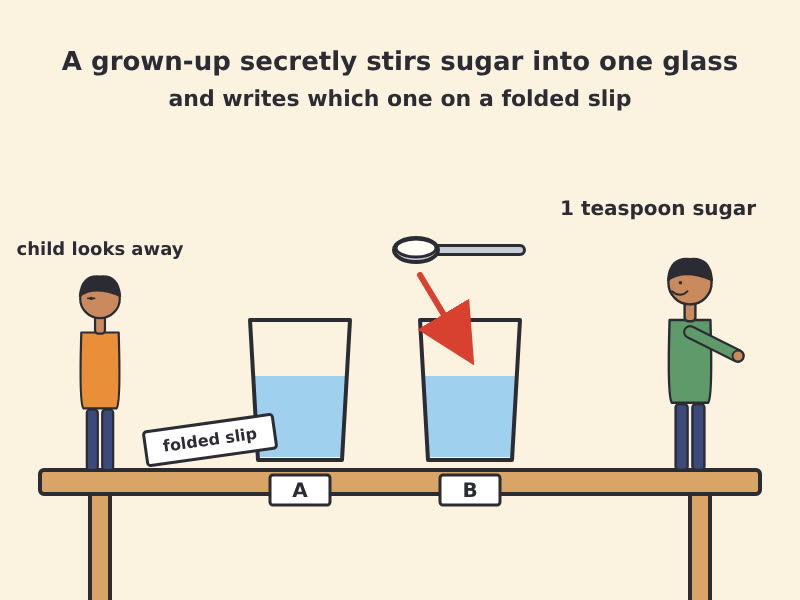 A grown-up secretly stirs sugar into one glass
and writes which one on a folded slip
1 teaspoon sugar
child looks away
folded slip
A
B